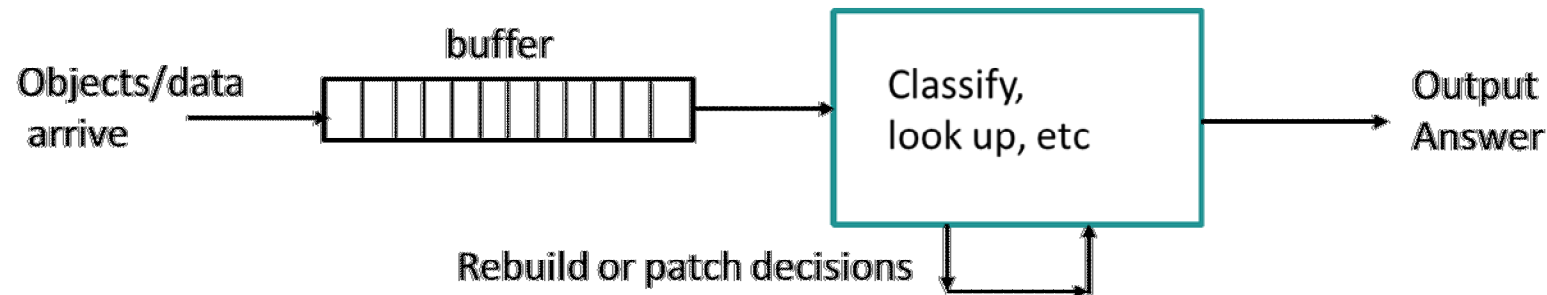 Objects/data
arrive
buffer
Classify,
look up, etc
Output
Answer
Rebuild or patch decisions